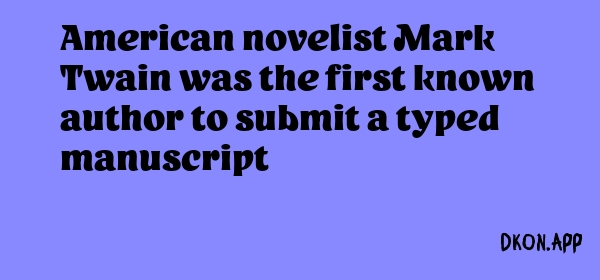 American novelist Mark
Twain was the first known
author to submit a typed
manuscript
DKON.APP